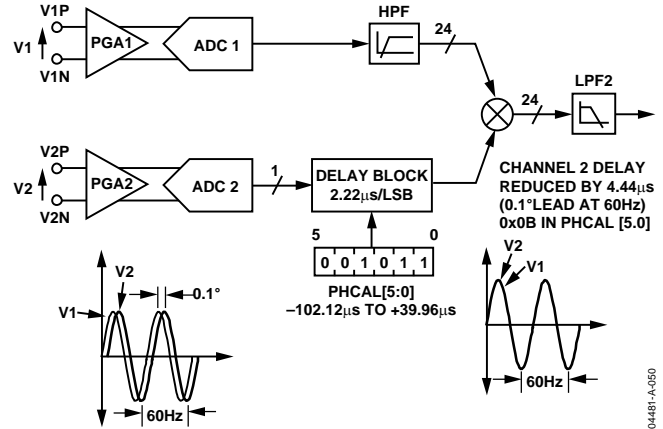 V1P
V1
V1N
PGA1
ADC 1
HPF
24
24
LPF2
V2P
V2
V2N
PGA2
ADC 2
1
DELAY BLOCK
2.22μs/LSB
CHANNEL 2 DELAY
REDUCED BY 4.44μs
(0.1°LEAD AT 60Hz)
0x0B IN PHCAL [5.0]
5 0
0 0 1 0 1 1
PHCAL[5:0]
–102.12μs TO +39.96μs
V2
V1
0.1°
60Hz
V2
V1
60Hz
04481-A-050